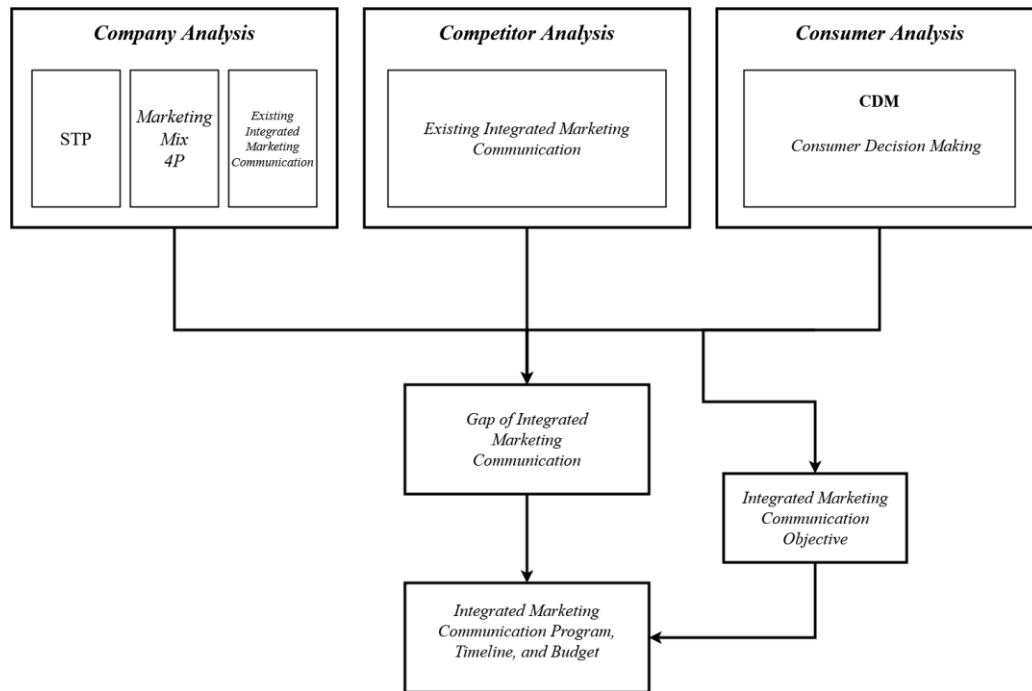 Company Analysis
STP
Marketing
Mix
4P
Existing
Integrated
Marketing
Communication
Competitor Analysis
Existing Integrated Marketing
Communication
Consumer Analysis
CDM
Consumer Decision Making
Gap of Integrated
Marketing
Communication
Integrated Marketing
Communication
Objective
Integrated Marketing
Communication Program,
Timeline, and Budget